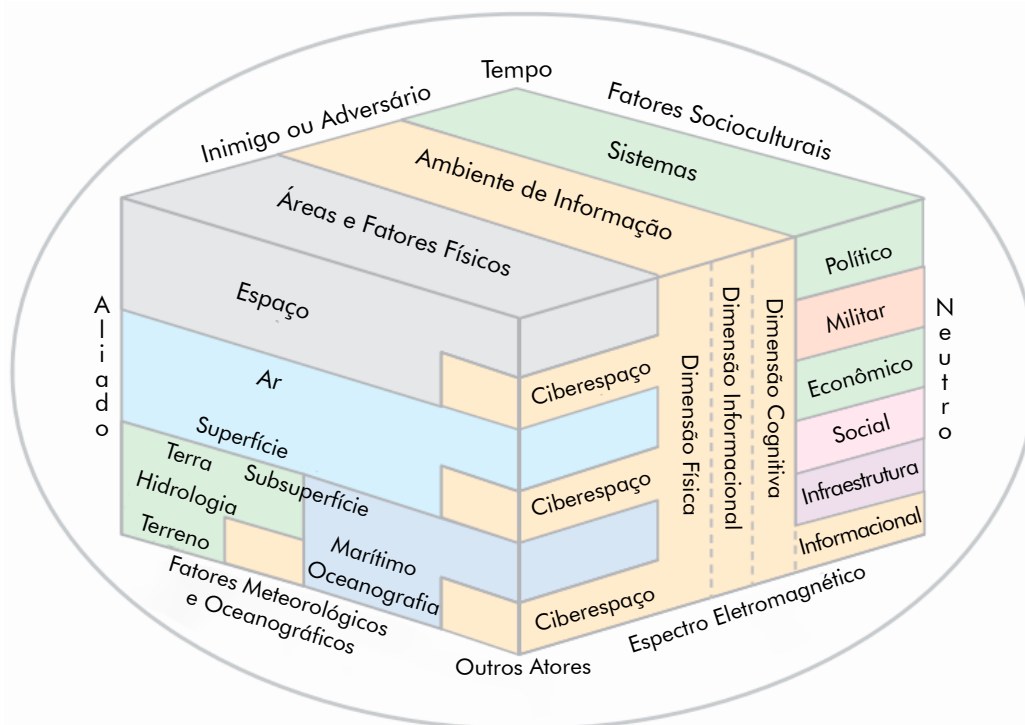 Tempo
Inimigo ou Adversário
Fatores Socioculturais
Sistemas
Ambiente de Informação
Áreas e Fatores Físicos
Aliado
Neutro
Espaço
Ar
Superfície
Terra
Subsuperfície
Hidrologia
Terreno
Marítimo
Oceanografia
Ciberespaço
Ciberespaço
Ciberespaço
Dimensão Física
Dimensão Informacional
Dimensão Cognitiva
Político
Militar
Econômico
Social
Infraestrutura
Informacional
Fatores Meteorológicos
e Oceanográficos
Espectro Eletromagnético
Outros Atores